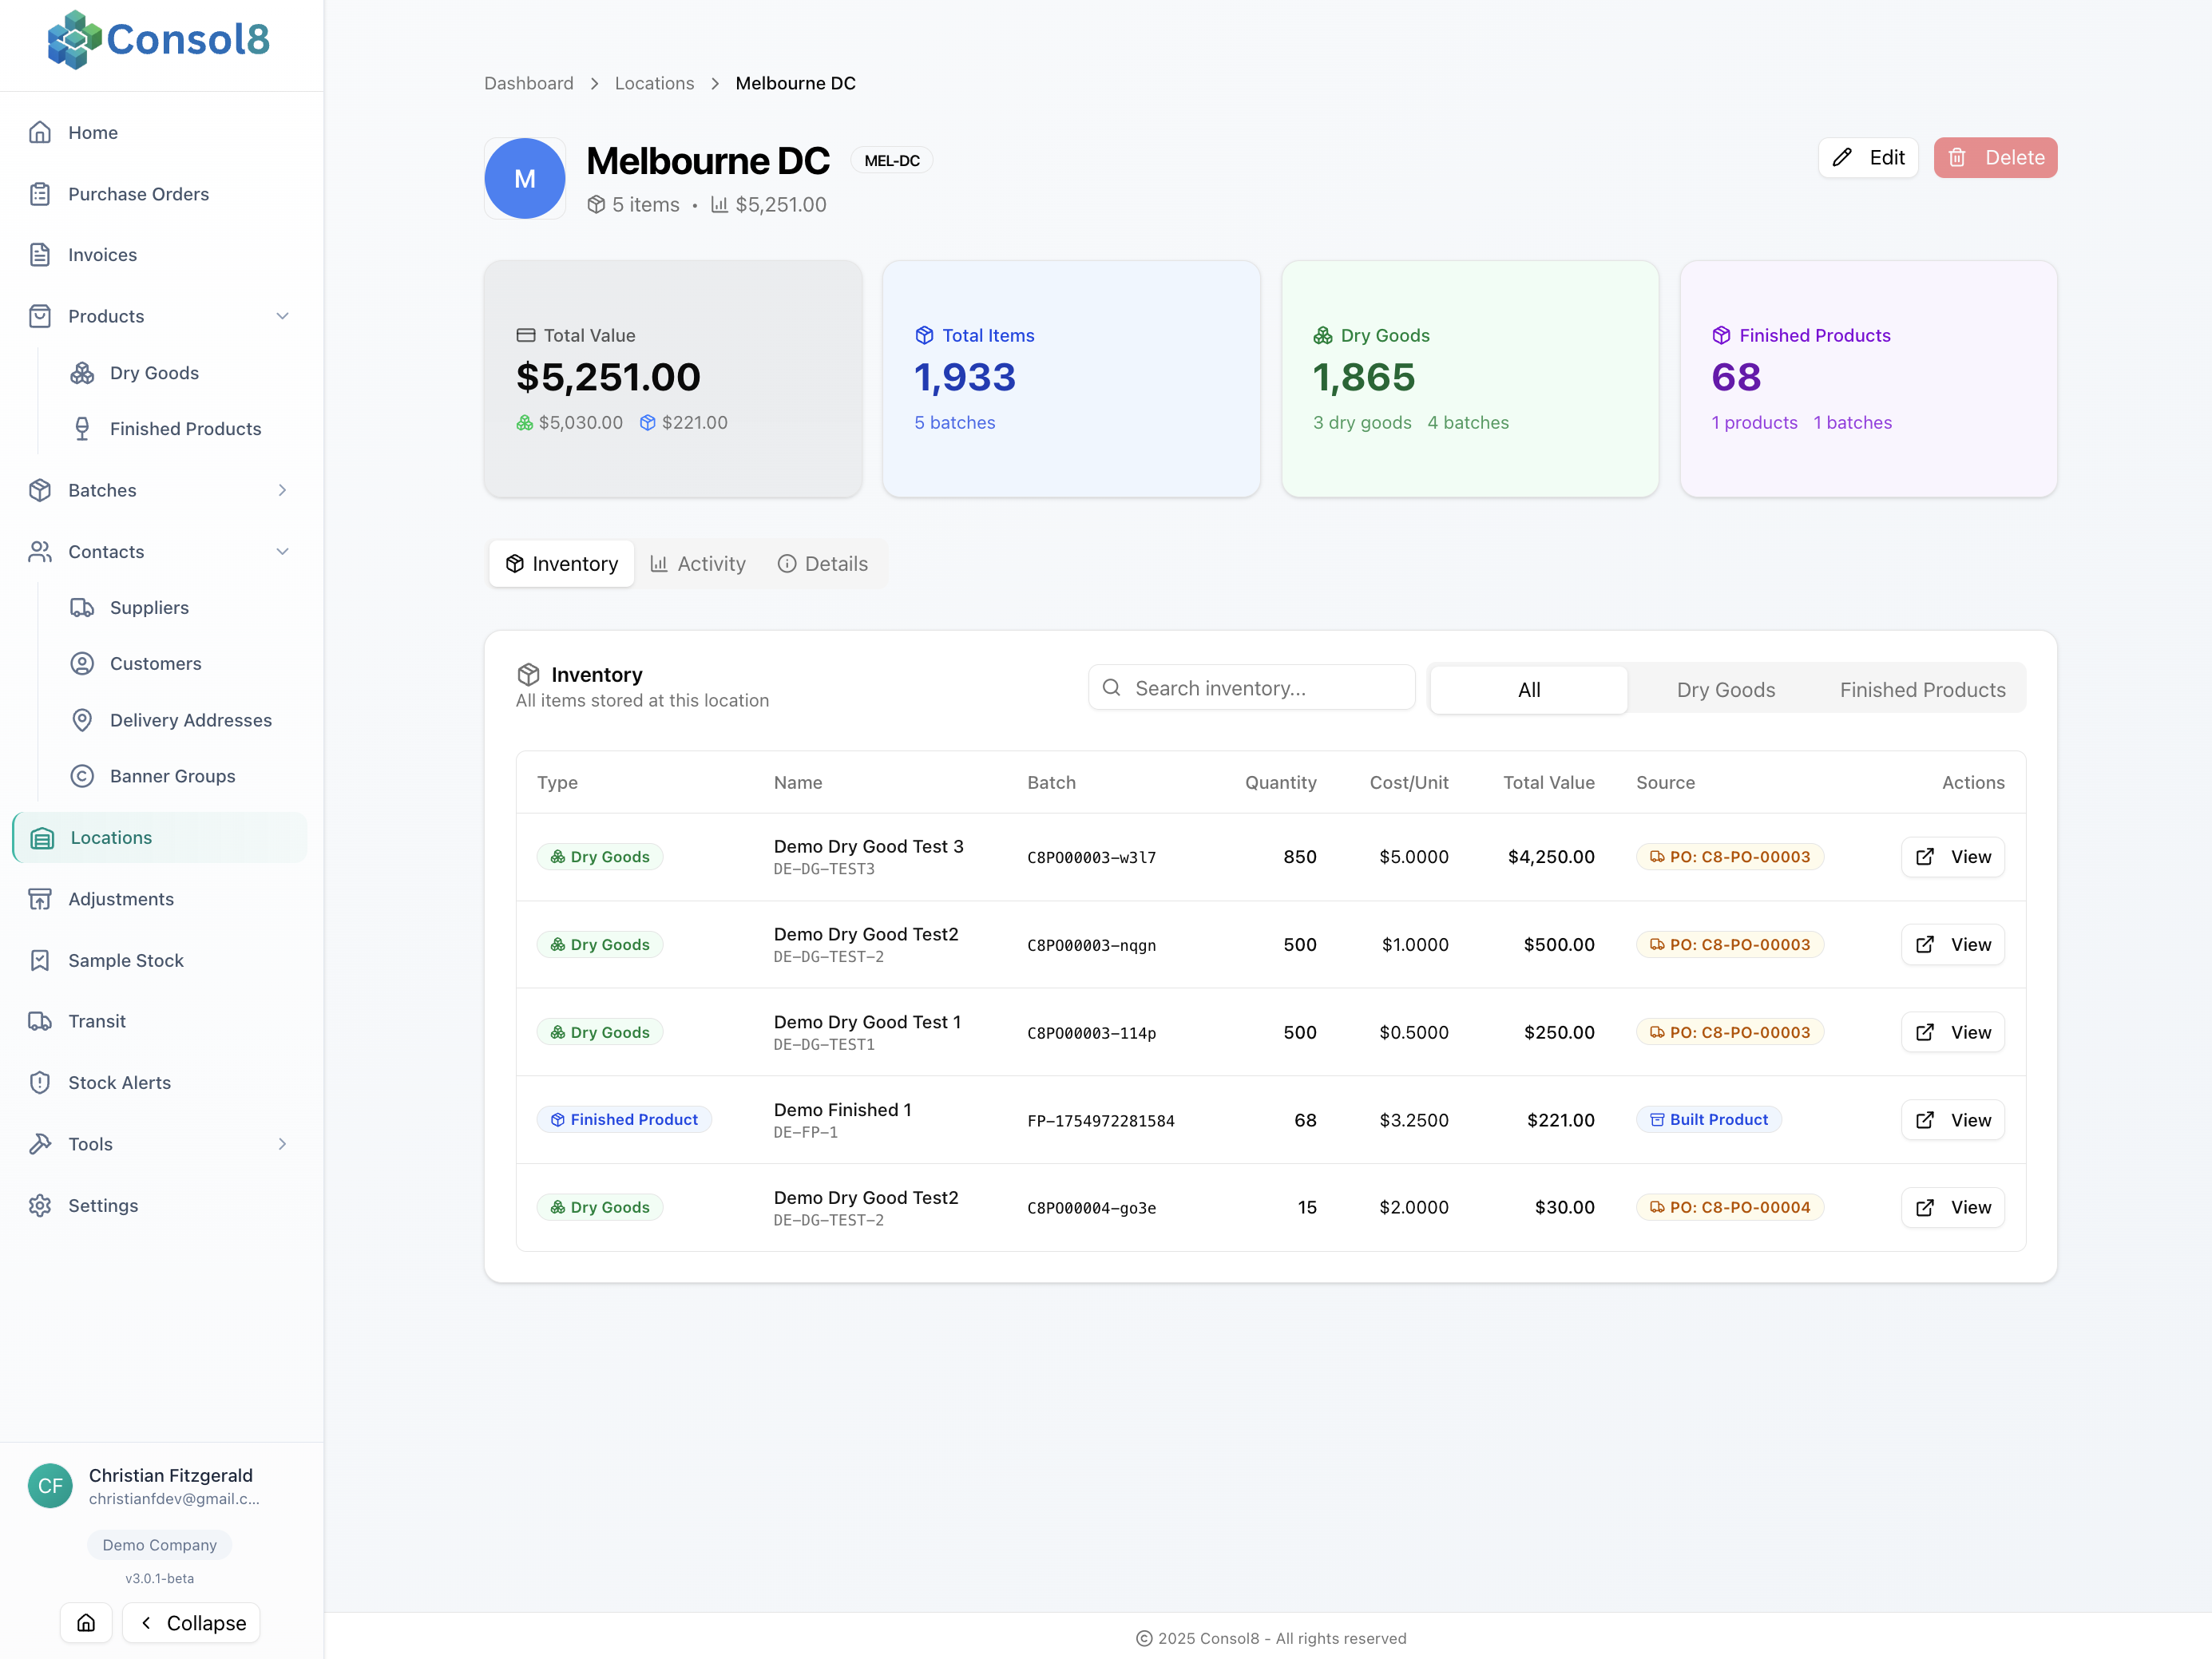 Consol8
Home
Purchase Orders
Invoices
Products
Dry Goods
Finished Products
Batches
Contacts
Suppliers
Customers
Delivery Addresses
Banner Groups
Locations
Adjustments
Sample Stock
Transit
Stock Alerts
Tools
Settings
CF
Christian Fitzgerald
christianfdev@gmail.c...
Demo Company
v3.0.1-beta
Collapse
Dashboard > Locations > Melbourne DC
M
Melbourne DC MEL-DC
5 items • $5,251.00
Edit Delete
Total Value
$5,251.00
$5,030.00 $221.00
Total Items
1,933
5 batches
Dry Goods
1,865
3 dry goods 4 batches
Finished Products
68
1 products 1 batches
Inventory Activity Details
Inventory
All items stored at this location
Search inventory...
All Dry Goods Finished Products
Type Name Batch Quantity Cost/Unit Total Value Source Actions
Dry Goods Demo Dry Good Test 3 C8PO00003-w3l7 850 $5.0000 $4,250.00 PO: C8-PO-00003 View
DE-DG-TEST3
Dry Goods Demo Dry Good Test2 C8PO00003-nqgn 500 $1.0000 $500.00 PO: C8-PO-00003 View
DE-DG-TEST-2
Dry Goods Demo Dry Good Test 1 C8PO00003-114p 500 $0.5000 $250.00 PO: C8-PO-00003 View
DE-DG-TEST1
Finished Product Demo Finished 1 FP-1754972281584 68 $3.2500 $221.00 Built Product View
DE-FP-1
Dry Goods Demo Dry Good Test2 C8PO00004-go3e 15 $2.0000 $30.00 PO: C8-PO-00004 View
DE-DG-TEST-2
© 2025 Consol8 - All rights reserved